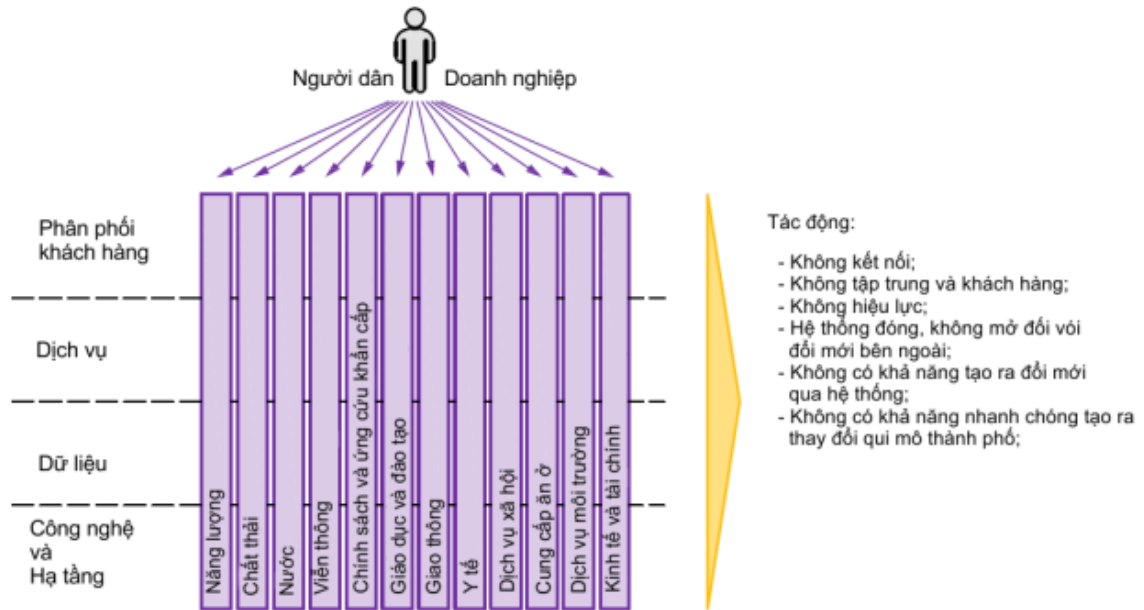 Người dân
Doanh nghiệp
Phân phối
khách hàng
Dịch vụ
Dữ liệu
Công nghệ
và
Hạ tầng
Năng lượng
Chất thải
Nước
Viễn thông
Chính sách và ứng cứu khẩn cấp
Giáo dục và đào tạo
Giao thông
Y tế
Dịch vụ xã hội
Cung cấp ăn ở
Dịch vụ môi trường
Kinh tế và tài chính
Tác động:
- Không kết nối;
- Không tập trung và khách hàng;
- Không hiệu lực;
- Hệ thống đóng, không mở đối vói
đổi mới bên ngoài;
- Không có khả năng tạo ra đổi mới
qua hệ thống;
- Không có khả năng nhanh chóng tạo ra
thay đổi qui mô thành phố;